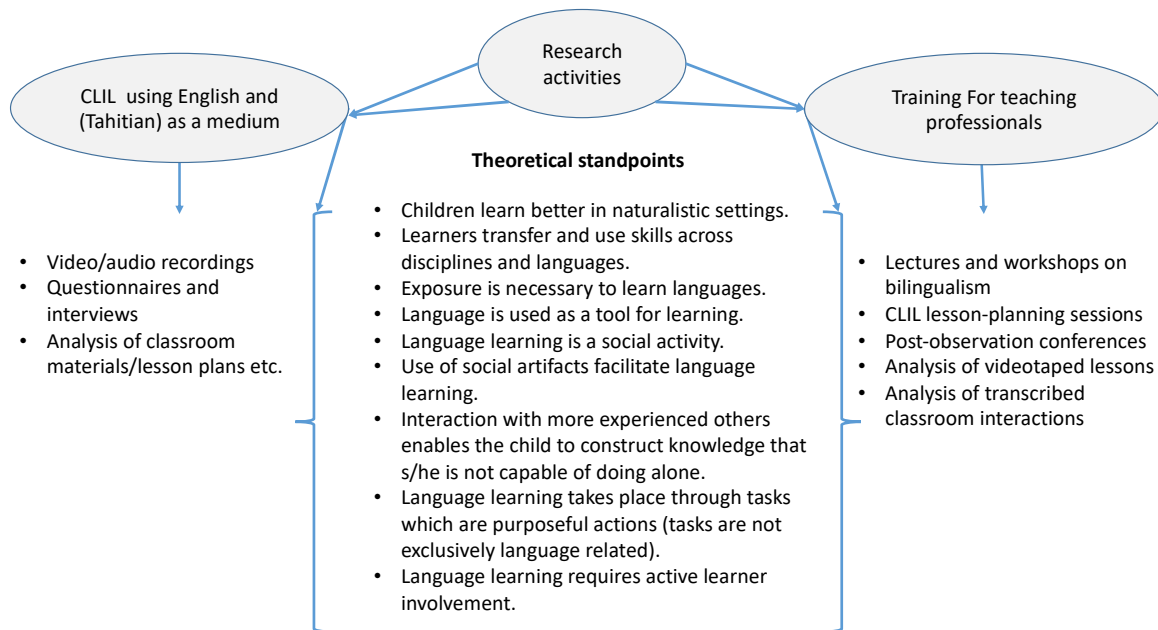 Research
activities
CLIL using English and
(Tahitian) as a medium
Training For teaching
professionals
Theoretical standpoints
• Video/audio recordings
• Questionnaires and
interviews
• Analysis of classroom
materials/lesson plans etc.
• Children learn better in naturalistic settings.
• Learners transfer and use skills across
disciplines and languages.
• Exposure is necessary to learn languages.
• Language is used as a tool for learning.
• Language learning is a social activity.
• Use of social artifacts facilitate language
learning.
• Interaction with more experienced others
enables the child to construct knowledge that
s/he is not capable of doing alone.
• Language learning takes place through tasks
which are purposeful actions (tasks are not
exclusively language related).
• Language learning requires active learner
involvement.
• Lectures and workshops on
bilingualism
• CLIL lesson-planning sessions
• Post-observation conferences
• Analysis of videotaped lessons
• Analysis of transcribed
classroom interactions